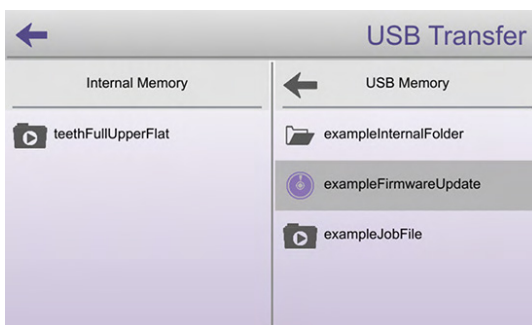 USB Transfer
Internal Memory
teethFullUpperFlat
USB Memory
exampleInternalFolder
exampleFirmwareUpdate
exampleJobFile